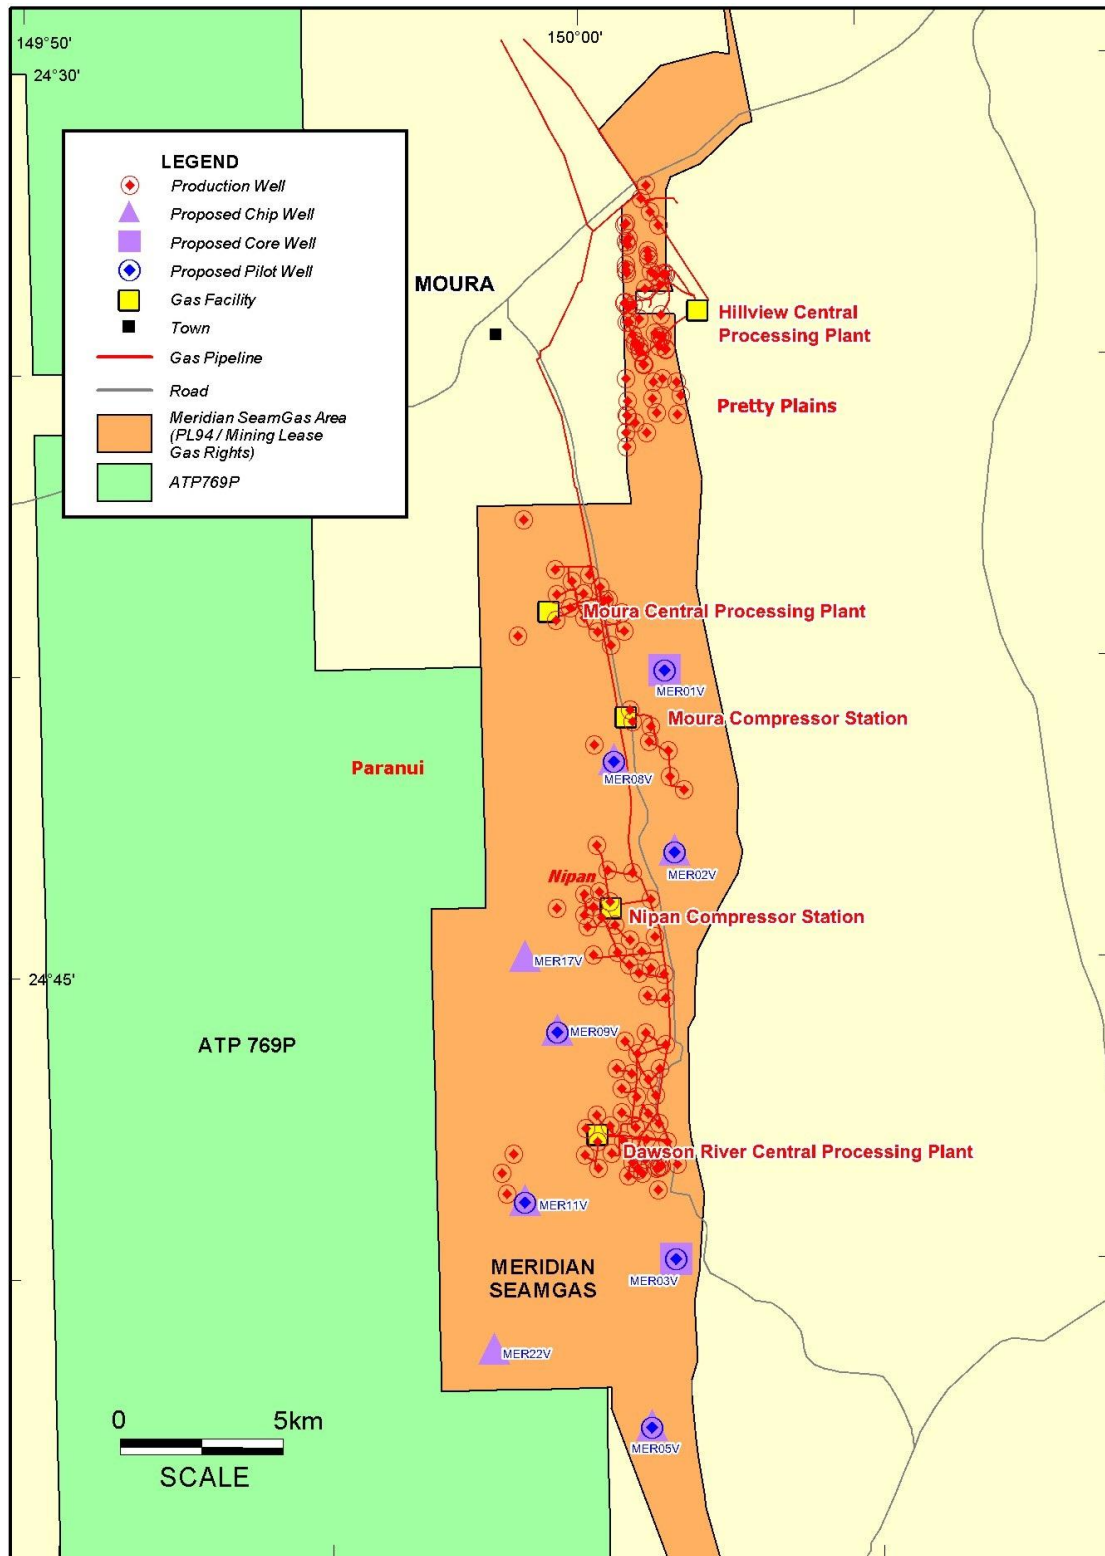 149°50'
150°00'
24°30'
LEGEND
Production Well
Proposed Chip Well
Proposed Core Well
Proposed Pilot Well
Gas Facility
Town
Gas Pipeline
Road
Meridian SeamGas Area
(PL94 / Mining Lease
Gas Rights)
ATP769P
MOURA
Hillview Central
Processing Plant
Pretty Plains
Moura Central Processing Plant
MER01V
Moura Compressor Station
Paranui
MER08V
MER02V
Nipan
Nipan Compressor Station
MER17V
24°45'
MER09V
ATP 769P
Dawson River Central Processing Plant
MER11V
MERIDIAN
SEAMGAS
MER03V
MER22V
0 5km
SCALE
MER05V